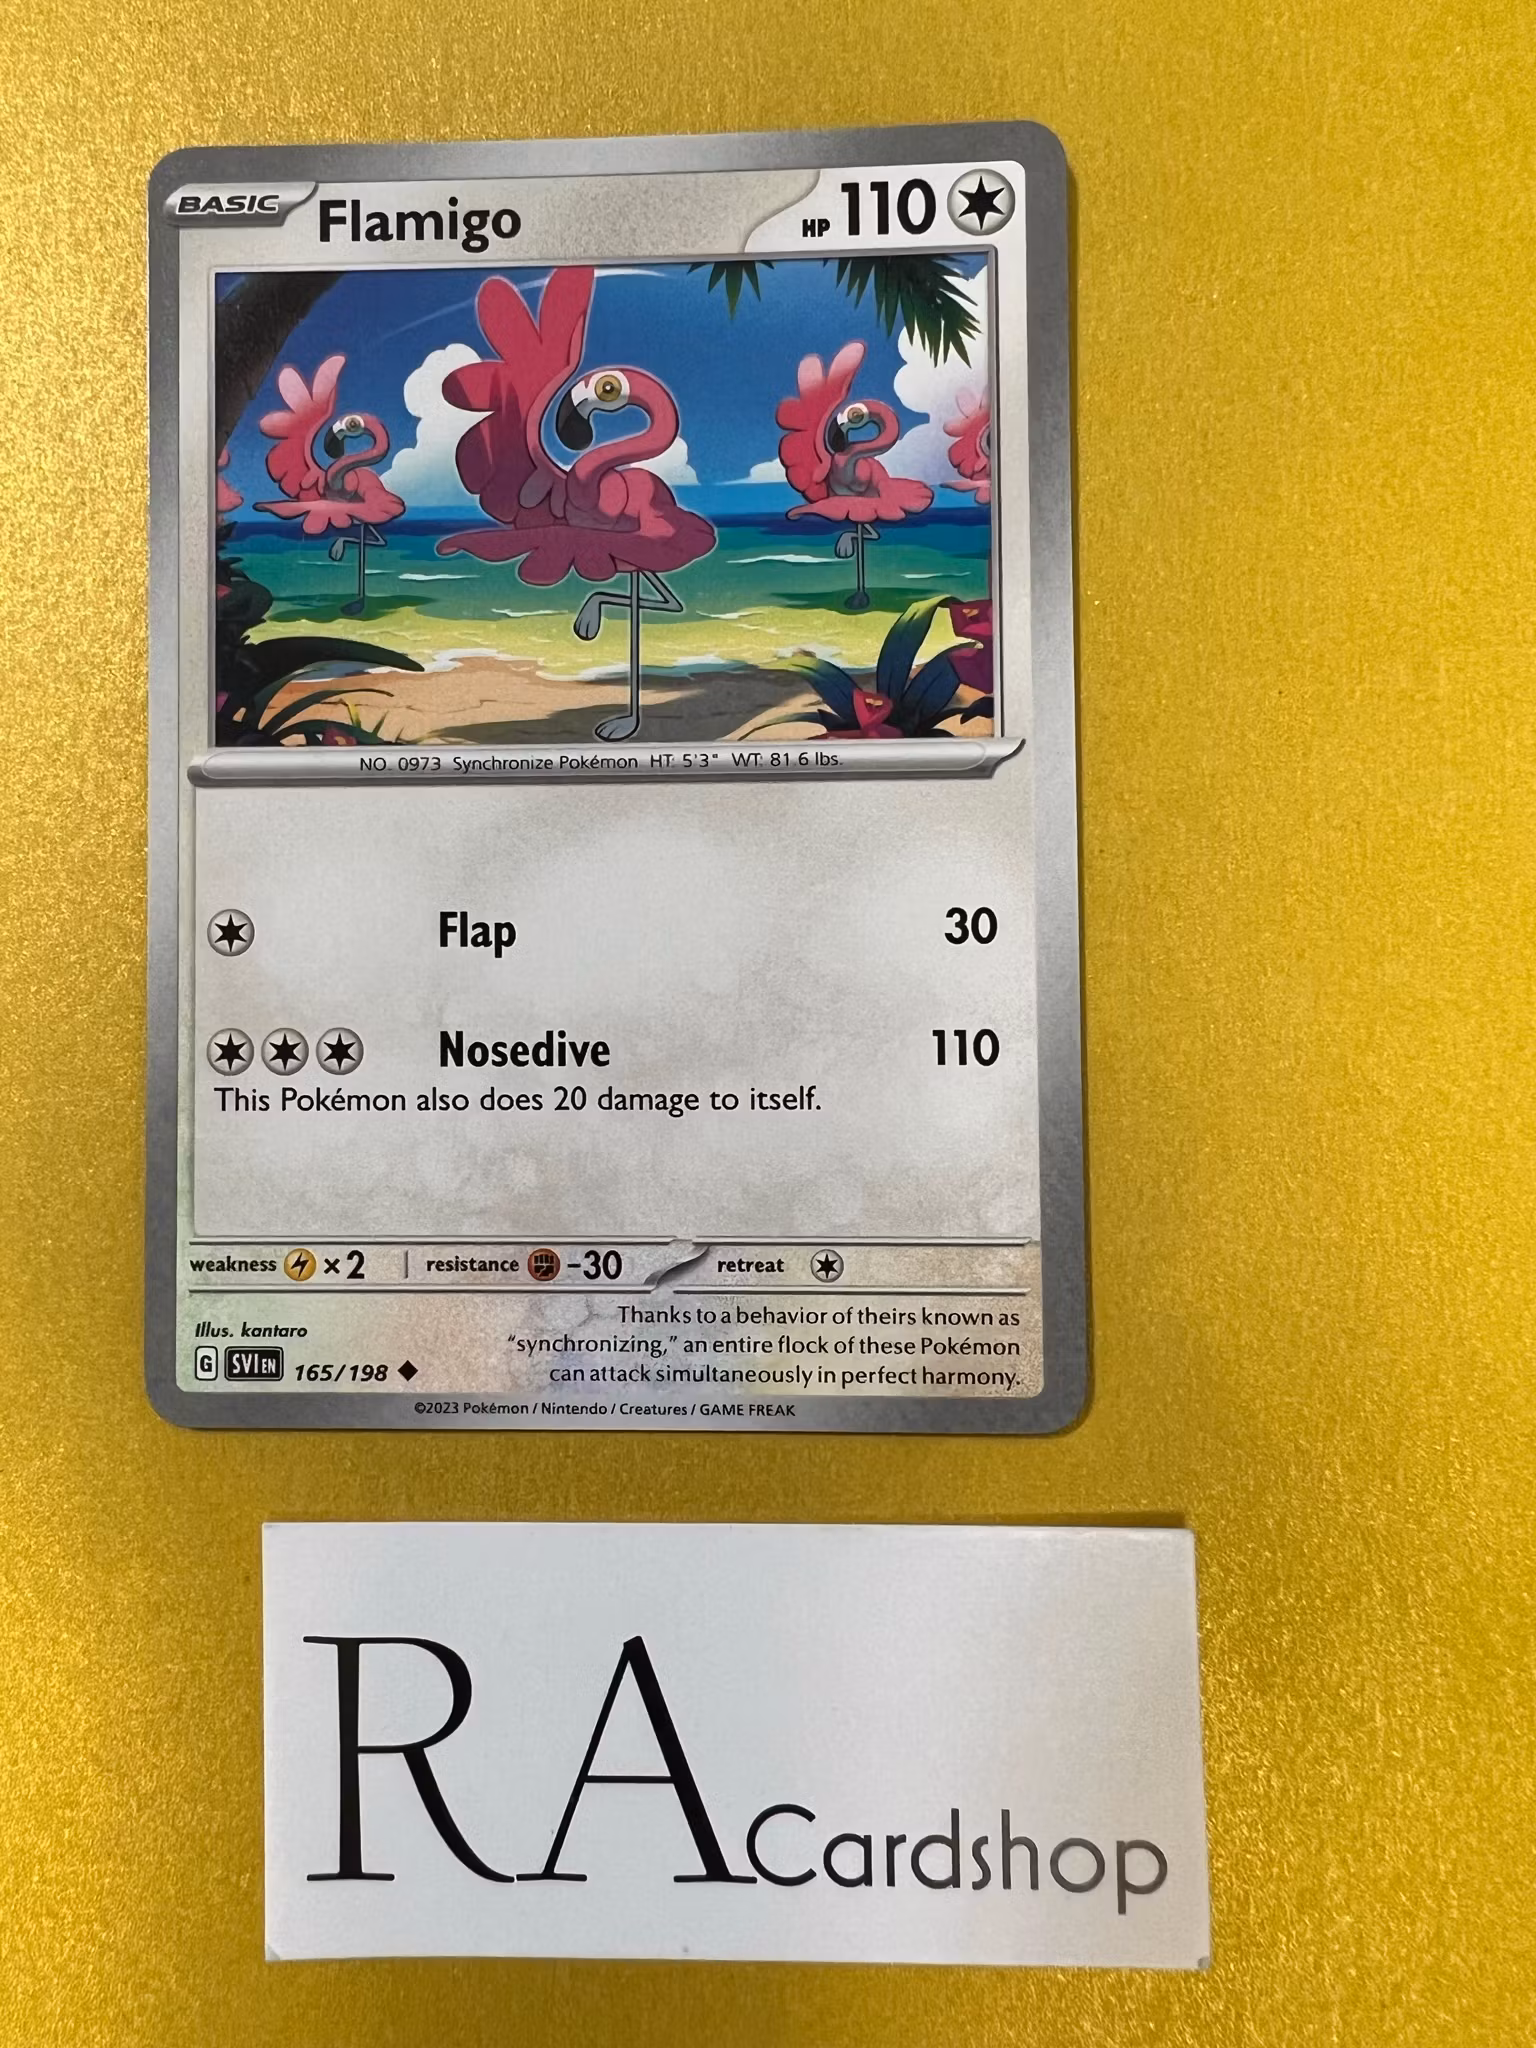 BASIC Flamigo HP 110
NO. 0973 Synchronize Pokémon HT: 5'3" WT: 81.6 lbs.
Flap 30
Nosedive 110
This Pokémon also does 20 damage to itself.
weakness ×2 resistance -30 retreat
Illus. kantaro
G SVI EN 165/198
Thanks to a behavior of theirs known as
"synchronizing," an entire flock of these Pokémon
can attack simultaneously in perfect harmony.
©2023 Pokémon / Nintendo / Creatures / GAME FREAK
RA Cardshop